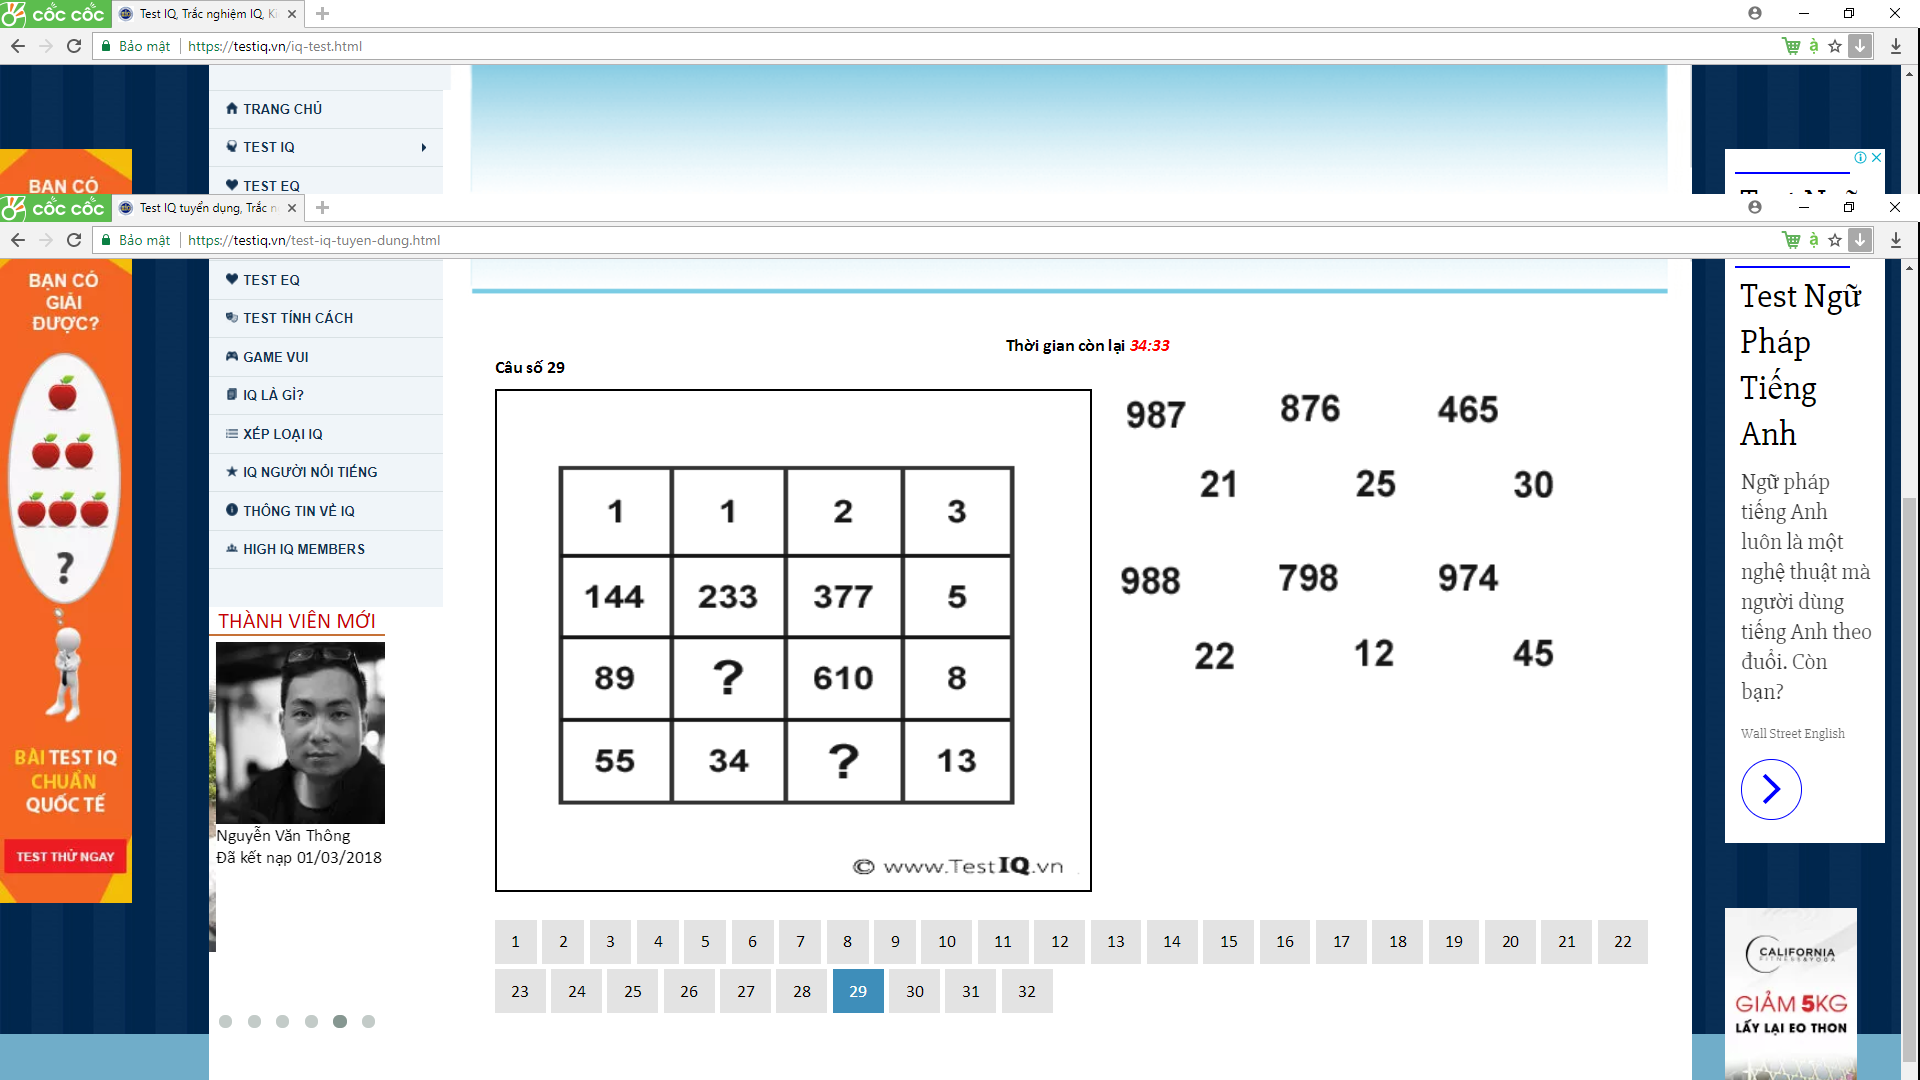 cốc cốc
Test IQ, Trắc nghiệm IQ, Ki
Bảo mật
https://testiq.vn/iq-test.html
TRANG CHỦ
TEST IQ
TEST EQ
BẠN CÓ
cốc cốc
Test IQ tuyển dụng, Trắc n
Bảo mật
https://testiq.vn/test-iq-tuyen-dung.html
BẠN CÓ
GIẢI
ĐƯỢC?
?
BÀI TEST IQ
CHUẨN
QUỐC TẾ
TEST THỬ NGAY
TEST EQ
TEST TÍNH CÁCH
GAME VUI
IQ LÀ GÌ?
XẾP LOẠI IQ
IQ NGƯỜI NỔI TIẾNG
THÔNG TIN VỀ IQ
HIGH IQ MEMBERS
THÀNH VIÊN MỚI
Nguyễn Văn Thông
Đã kết nạp 01/03/2018
Thời gian còn lại 34:33
Câu số 29
1 1 2 3
144 233 377 5
89 ? 610 8
55 34 ? 13
© www.TestIQ.vn
987 876 465
21 25 30
988 798 974
22 12 45
1 2 3 4 5 6 7 8 9 10 11 12 13 14 15 16 17 18 19 20 21 22
23 24 25 26 27 28 29 30 31 32
Test Ngữ
Pháp
Tiếng
Anh
Ngữ pháp
tiếng Anh
luôn là một
nghệ thuật mà
người dùng
tiếng Anh theo
đuổi. Còn
bạn?
Wall Street English
CALIFORNIA
FITNESS&YOGA
GIẢM 5KG
LẤY LẠI EO THON